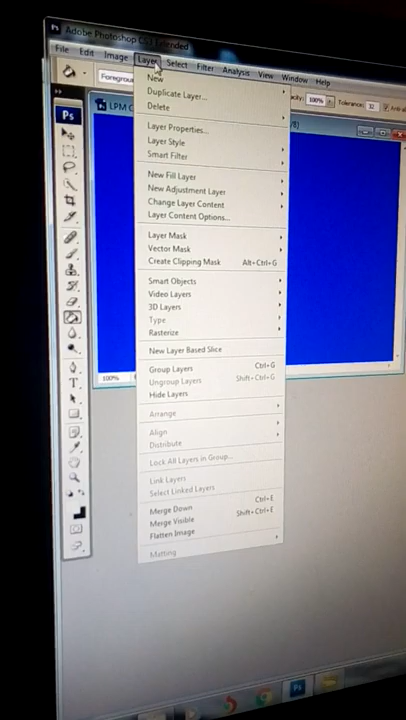 Adobe Photoshop CS3 Extended
File Edit Image Layer Select Filter Analysis View Window Help
100% Tolerance: 32
Ps
LPM
New
Duplicate Layer...
Delete
Layer Properties...
Layer Style
Smart Filter
New Fill Layer
New Adjustment Layer
Change Layer Content
Layer Content Options...
Layer Mask
Vector Mask
Create Clipping Mask Alt+Ctrl+G
Smart Objects
Video Layers
3D Layers
Type
Rasterize
New Layer Based Slice
Group Layers Ctrl+G
Ungroup Layers Shift+Ctrl+G
Hide Layers
Arrange
Align
Distribute
Lock All Layers in Group...
Link Layers
Select Linked Layers
Merge Down Ctrl+E
Merge Visible Shift+Ctrl+E
Flatten Image
Matting
100%
T
Ps